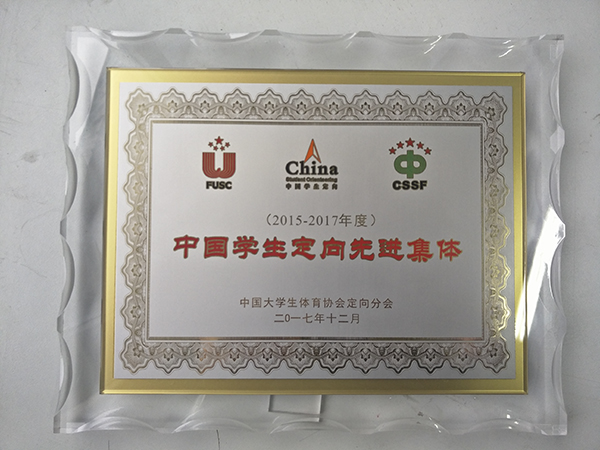 FUSC
China
Student Orienteering
中国学生定向
CSSF
（2015-2017年度）
中国学生定向先进集体
中国大学生体育协会定向分会
二0一七年十二月